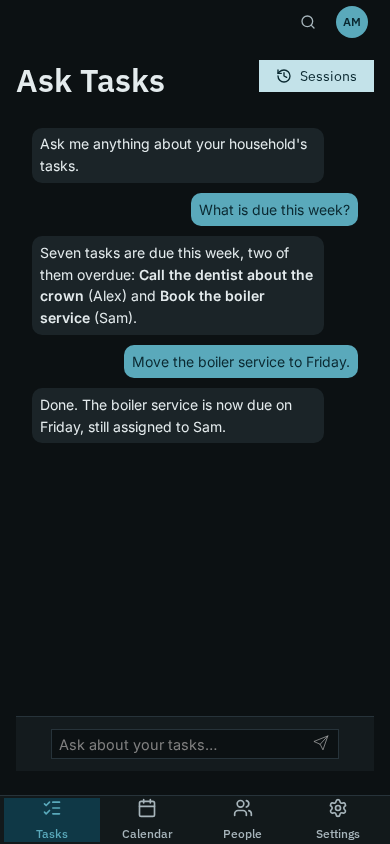 AM
Ask Tasks
Sessions
Ask me anything about your household's
tasks.
What is due this week?
Seven tasks are due this week, two of
them overdue: Call the dentist about the
crown (Alex) and Book the boiler
service (Sam).
Move the boiler service to Friday.
Done. The boiler service is now due on
Friday, still assigned to Sam.
Ask about your tasks...
Tasks
Calendar
People
Settings